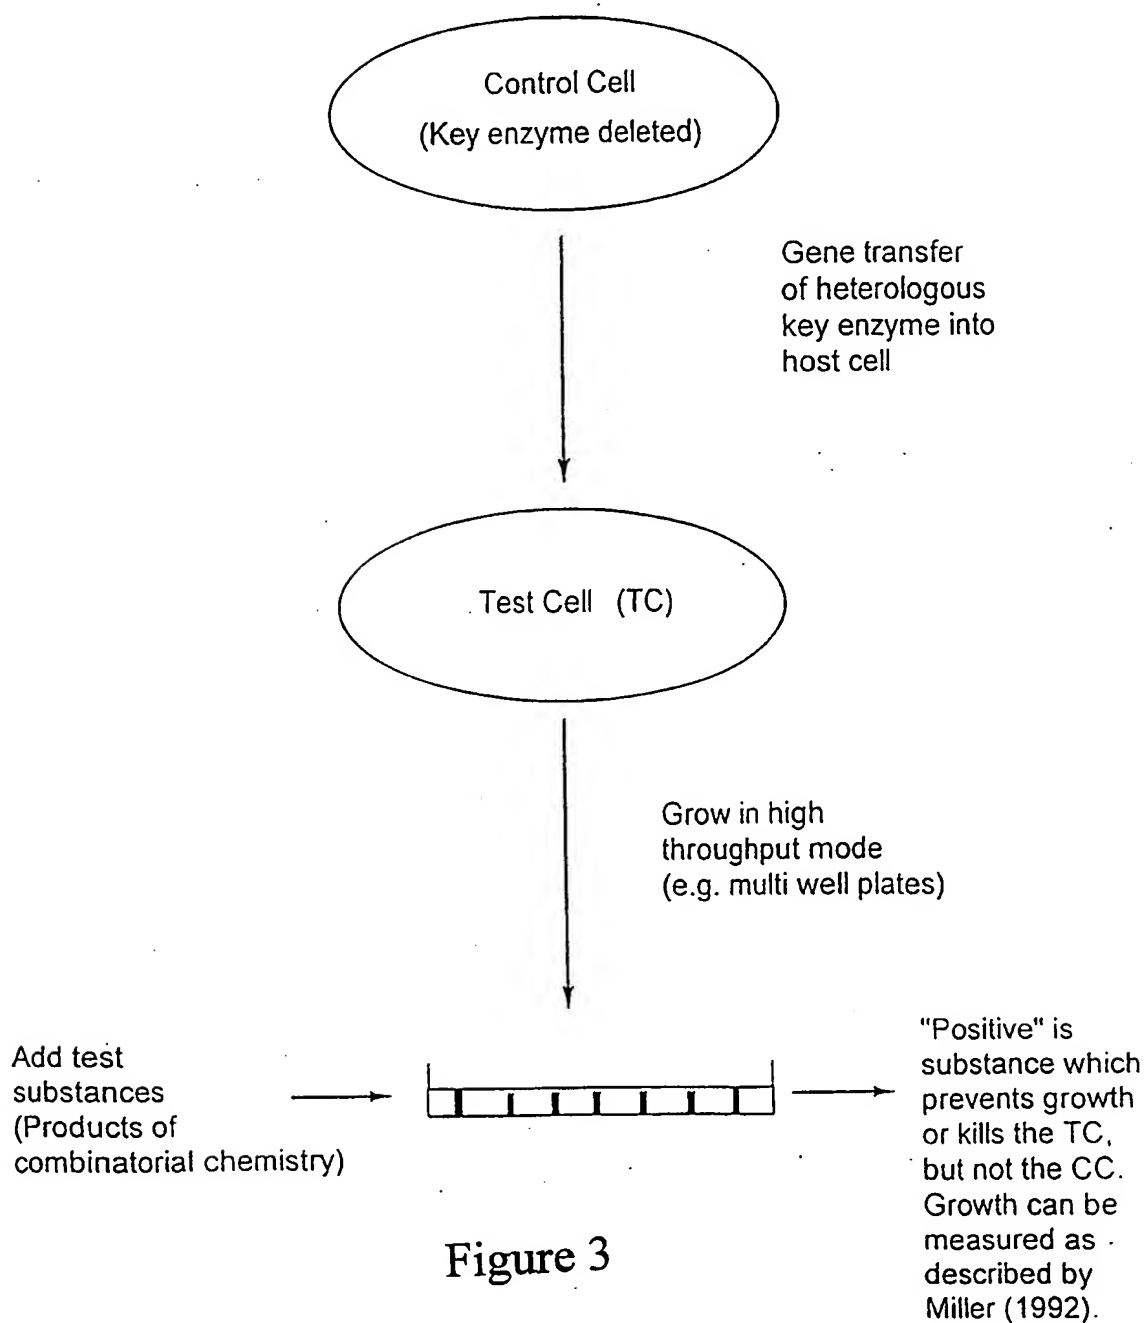 Control Cell
(Key enzyme deleted)
Gene transfer
of heterologous
key enzyme into
host cell
Test Cell (TC)
Grow in high
throughput mode
(e.g. multi well plates)
Add test
substances
(Products of
combinatorial chemistry)
"Positive" is
substance which
prevents growth
or kills the TC,
but not the CC.
Growth can be
measured as
described by
Miller (1992).
Figure 3